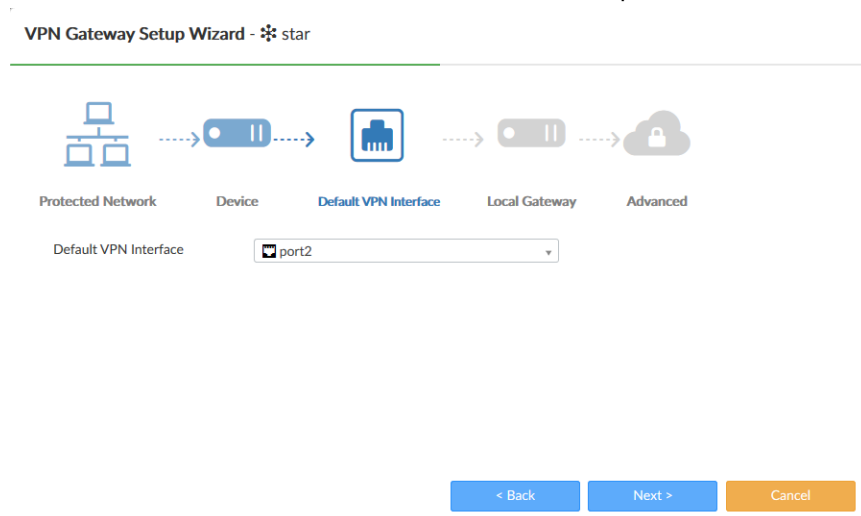 VPN Gateway Setup Wizard - star
Protected Network Device Default VPN Interface Local Gateway Advanced
Default VPN Interface port2
< Back Next > Cancel